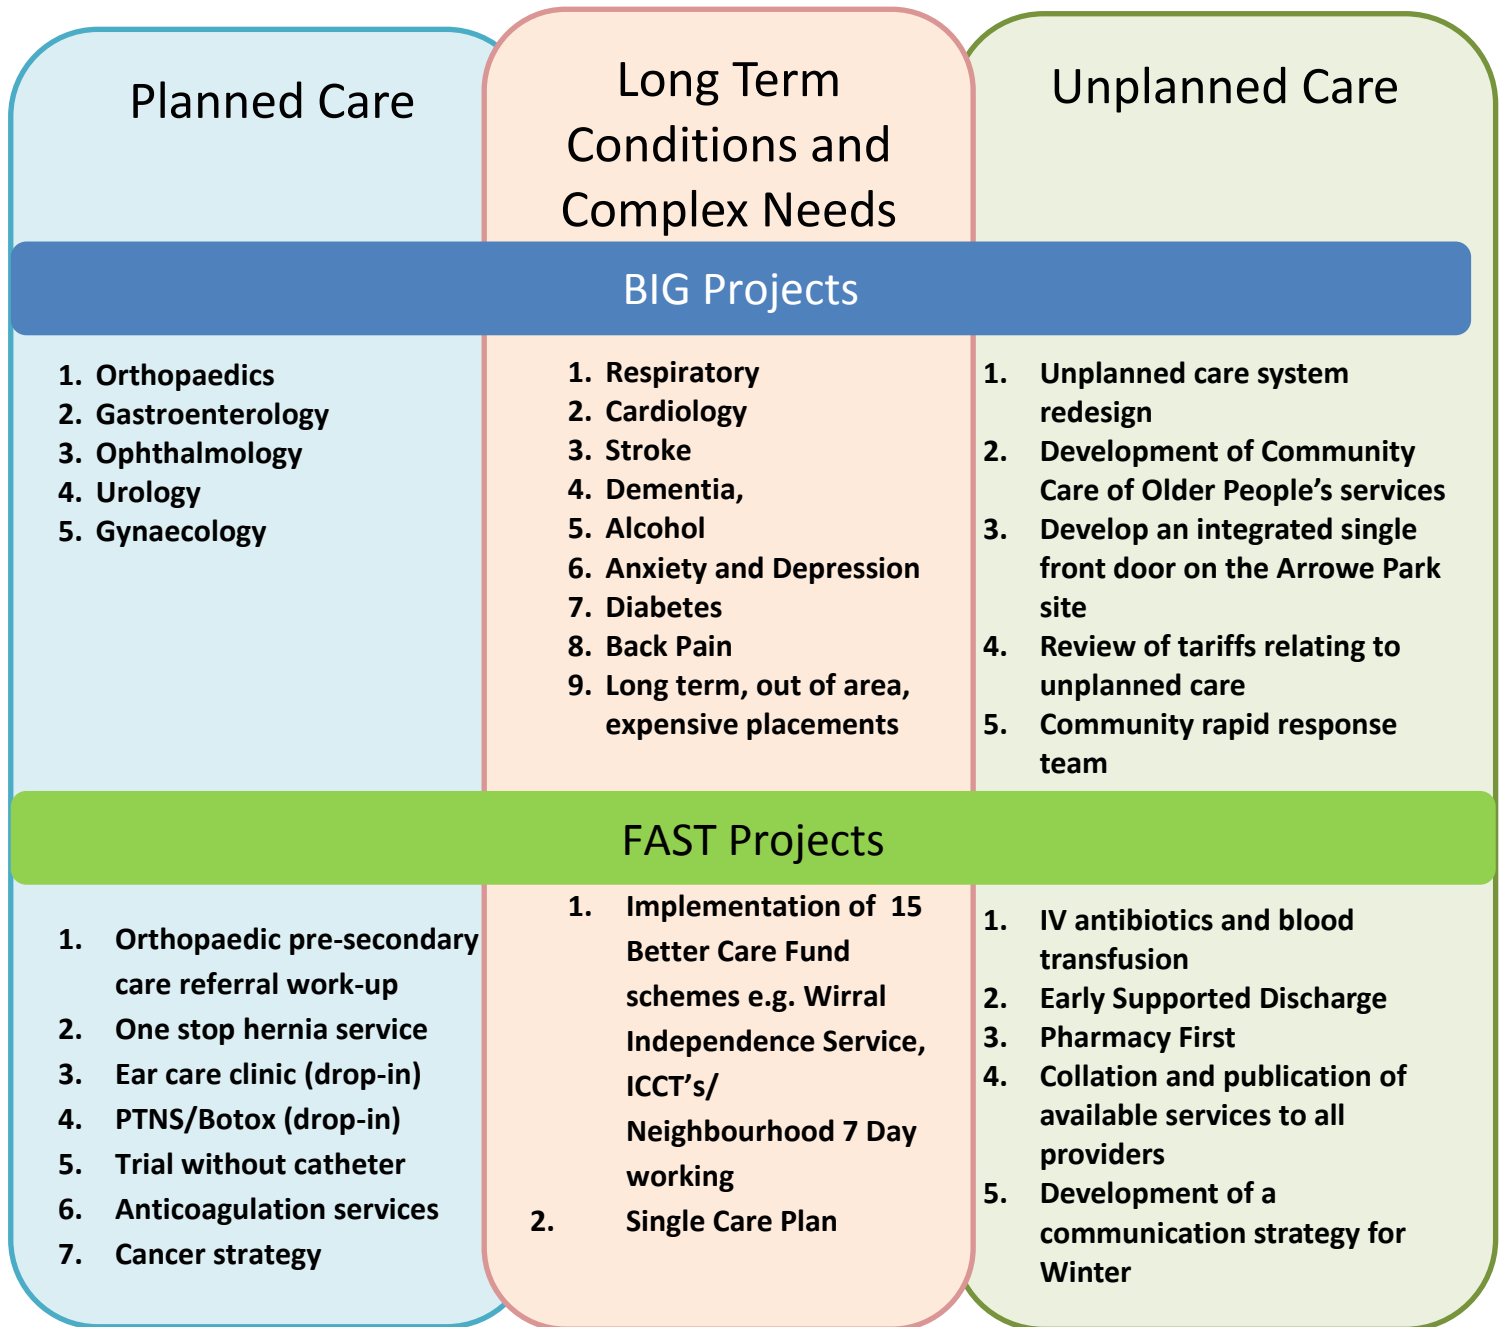 Planned Care
Long Term
Conditions and
Complex Needs
Unplanned Care
BIG Projects
1. Orthopaedics
2. Gastroenterology
3. Ophthalmology
4. Urology
5. Gynaecology
1. Respiratory
2. Cardiology
3. Stroke
4. Dementia,
5. Alcohol
6. Anxiety and Depression
7. Diabetes
8. Back Pain
9. Long term, out of area,
expensive placements
1. Unplanned care system
redesign
2. Development of Community
Care of Older People’s services
3. Develop an integrated single
front door on the Arrowe Park
site
4. Review of tariffs relating to
unplanned care
5. Community rapid response
team
FAST Projects
1. Orthopaedic pre-secondary
care referral work-up
2. One stop hernia service
3. Ear care clinic (drop-in)
4. PTNS/Botox (drop-in)
5. Trial without catheter
6. Anticoagulation services
7. Cancer strategy
1. Implementation of 15
Better Care Fund
schemes e.g. Wirral
Independence Service,
ICCT’s/
Neighbourhood 7 Day
working
2. Single Care Plan
1. IV antibiotics and blood
transfusion
2. Early Supported Discharge
3. Pharmacy First
4. Collation and publication of
available services to all
providers
5. Development of a
communication strategy for
Winter